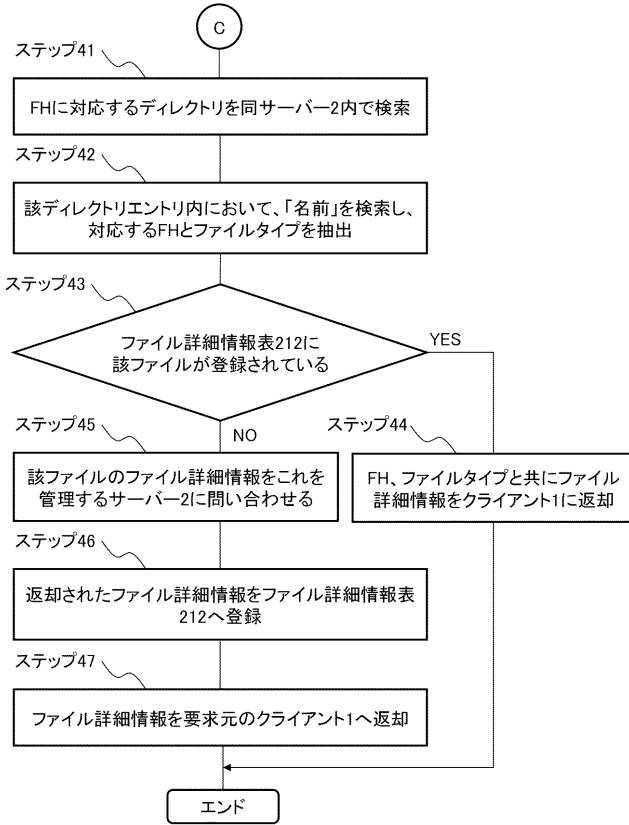 C
ステップ41
FHに対応するディレクトリを同サーバー2内で検索
ステップ42
該ディレクトリエントリ内において、「名前」を検索し、
対応するFHとファイルタイプを抽出
ステップ43
ファイル詳細情報表212に
該ファイルが登録されている
YES
NO
ステップ45
該ファイルのファイル詳細情報をこれを
管理するサーバー2に問い合わせる
ステップ44
FH、ファイルタイプと共にファイル
詳細情報をクライアント1に返却
ステップ46
返却されたファイル詳細情報をファイル詳細情報表
212へ登録
ステップ47
ファイル詳細情報を要求元のクライアント1へ返却
エンド